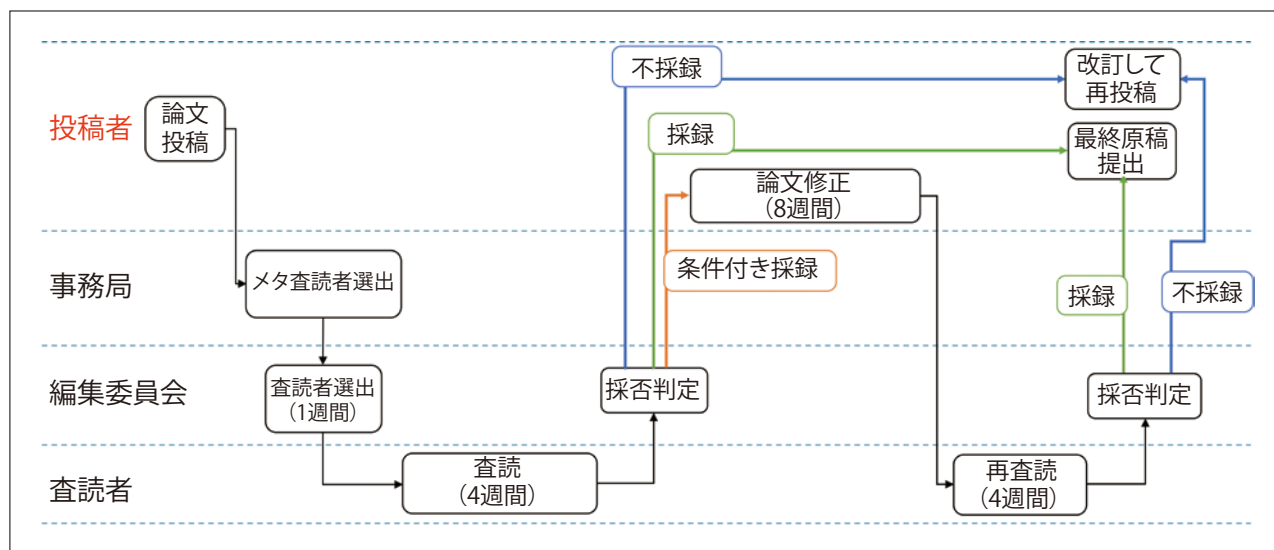 不採録
改訂して
再投稿
投稿者
論文
投稿
採録
最終原稿
提出
論文修正
（8週間）
事務局
メタ査読者選出
条件付き採録
採録
不採録
編集委員会
査読者選出
（1週間）
採否判定
採否判定
査読者
査読
（4週間）
再査読
（4週間）